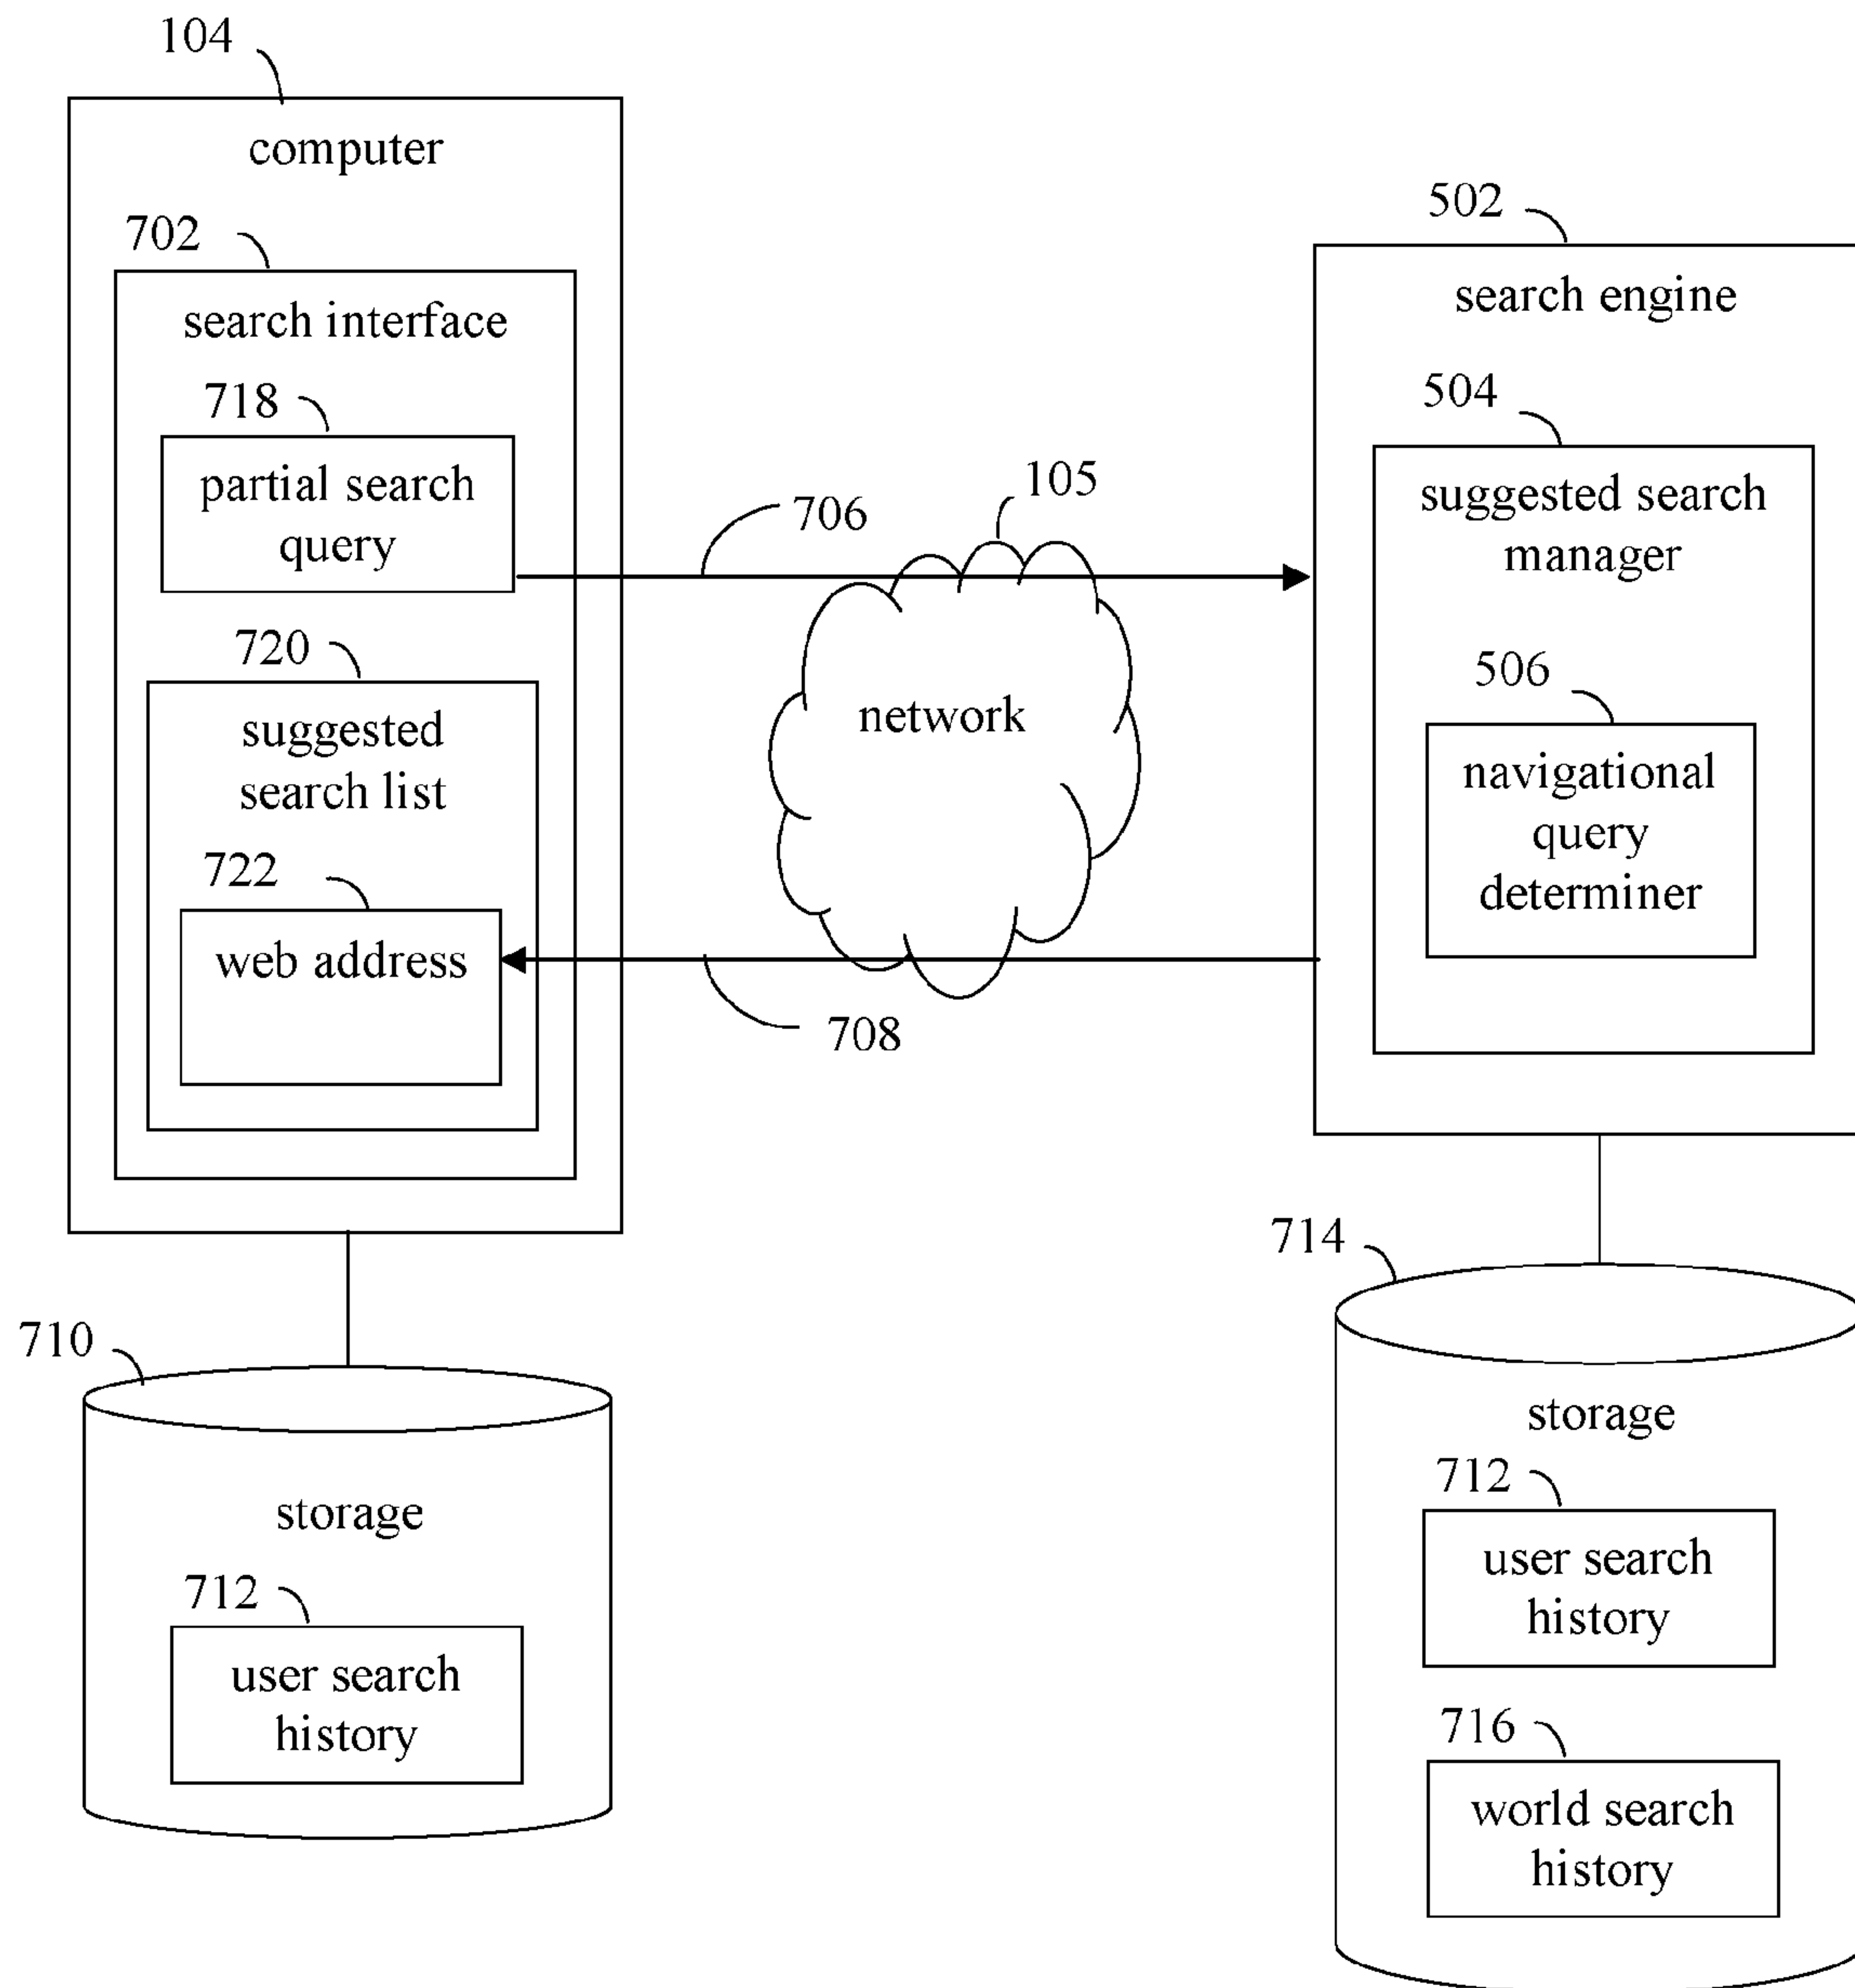 104
computer
702
search interface
718
partial search
query
720
suggested
search list
722
web address
706
105
network
708
502
search engine
504
suggested search
manager
506
navigational
query
determiner
710
storage
712
user search
history
714
storage
712
user search
history
716
world search
history